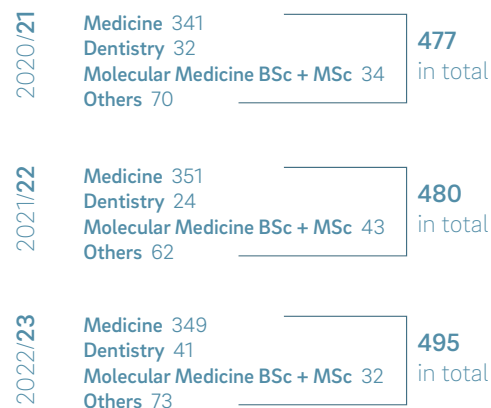 2020/21
Medicine 341
Dentistry 32
Molecular Medicine BSc + MSc 34
Others 70
477
in total
2021/22
Medicine 351
Dentistry 24
Molecular Medicine BSc + MSc 43
Others 62
480
in total
2022/23
Medicine 349
Dentistry 41
Molecular Medicine BSc + MSc 32
Others 73
495
in total